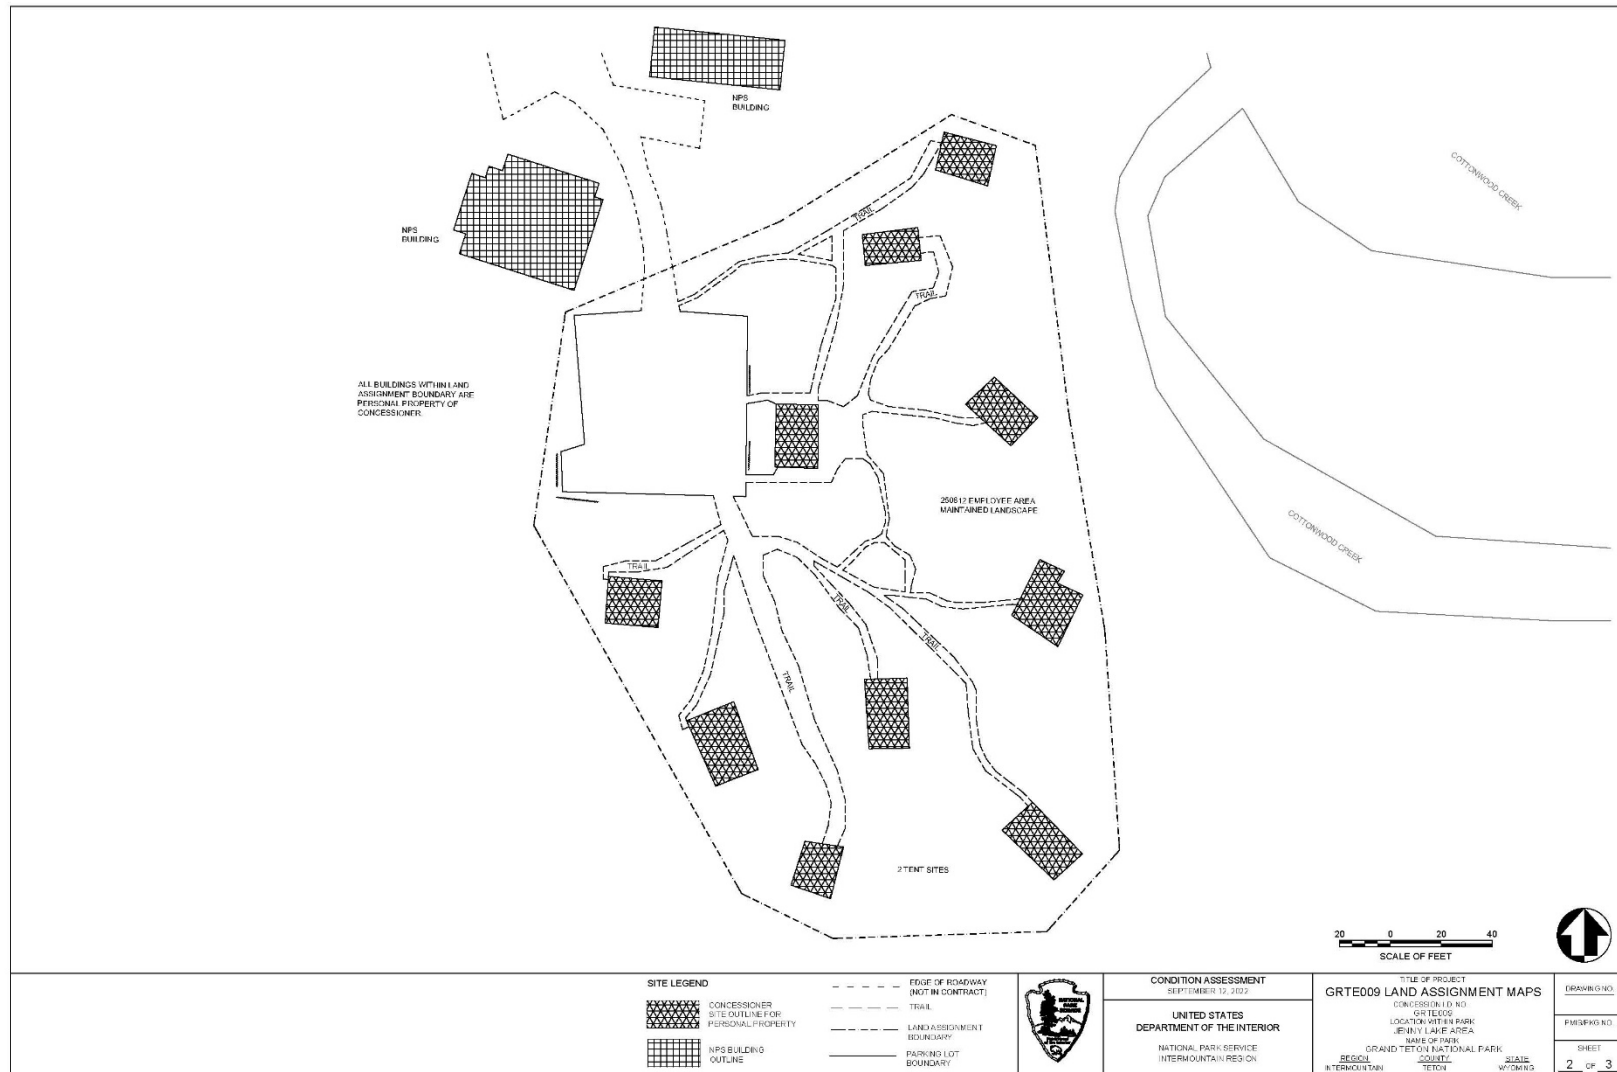 NPS
BUILDING
COTTONWOOD CREEK
TRAIL
NPS
BUILDING
TRAIL
ALL BUILDINGS WITHIN LAND
ASSIGNMENT BOUNDARY ARE
PERSONAL PROPERTY OF
CONCESSIONER.
250612 EMPLOYEE AREA
MAINTAINED LANDSCAPE
COTTONWOOD CREEK
TRAIL
TRAIL
TRAIL
TRAIL
2 TENT SITES
20 0 20 40
SCALE OF FEET
SITE LEGEND
CONCESSIONER
SITE OUTLINE FOR
PERSONAL PROPERTY
NPS BUILDING
OUTLINE
EDGE OF ROADWAY
(NOT IN CONTRACT)
TRAIL
LAND ASSIGNMENT
BOUNDARY
PARKING LOT
BOUNDARY
NATIONAL
PARK
SERVICE
CONDITION ASSESSMENT
SEPTEMBER 12, 2022
UNITED STATES
DEPARTMENT OF THE INTERIOR
NATIONAL PARK SERVICE
INTERMOUNTAIN REGION
TITLE OF PROJECT
GRTE009 LAND ASSIGNMENT MAPS
CONCESSION I.D. NO.
GRTE009
LOCATION WITHIN PARK
JENNY LAKE AREA
NAME OF PARK
GRAND TETON NATIONAL PARK
REGION COUNTY STATE
INTERMOUNTAIN TETON WYOMING
DRAWING NO.
PMIS/PKG NO.
SHEET
2 OF 3